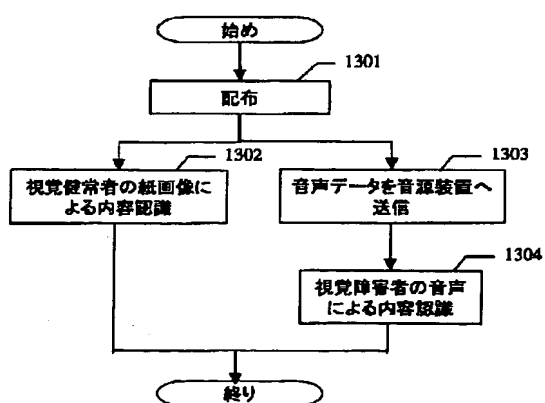 始め
1301
配布
1302
1303
視覚健常者の紙画像に
よる内容認識
音声データを音源装置へ
送信
1304
視覚障害者の音声
による内容認識
終り